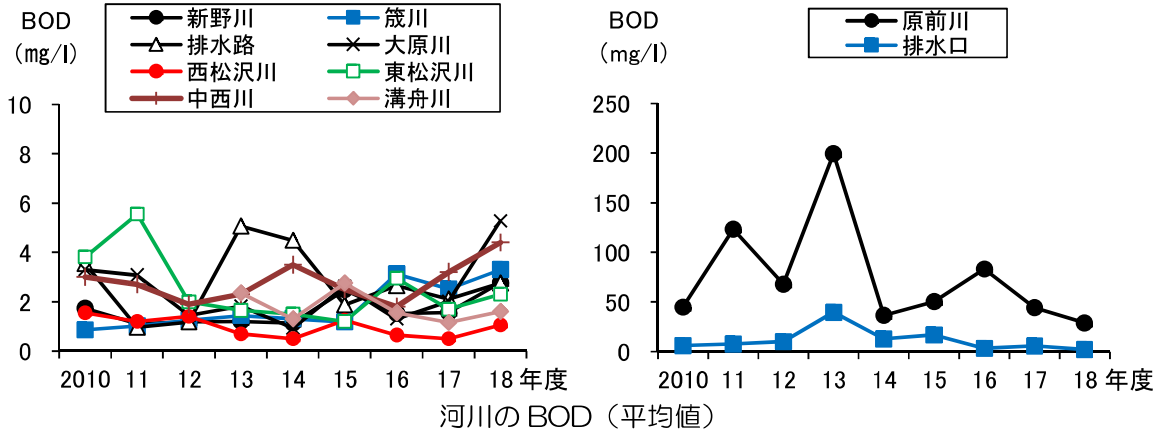 BOD
(mg/l)
新野川
筬川
排水路
大原川
西松沢川
東松沢川
中西川
溝舟川
10
8
6
4
2
0
2010 11 12 13 14 15 16 17 18 年度
BOD
(mg/l)
原前川
排水口
250
200
150
100
50
0
2010 11 12 13 14 15 16 17 18 年度
河川の BOD（平均値）